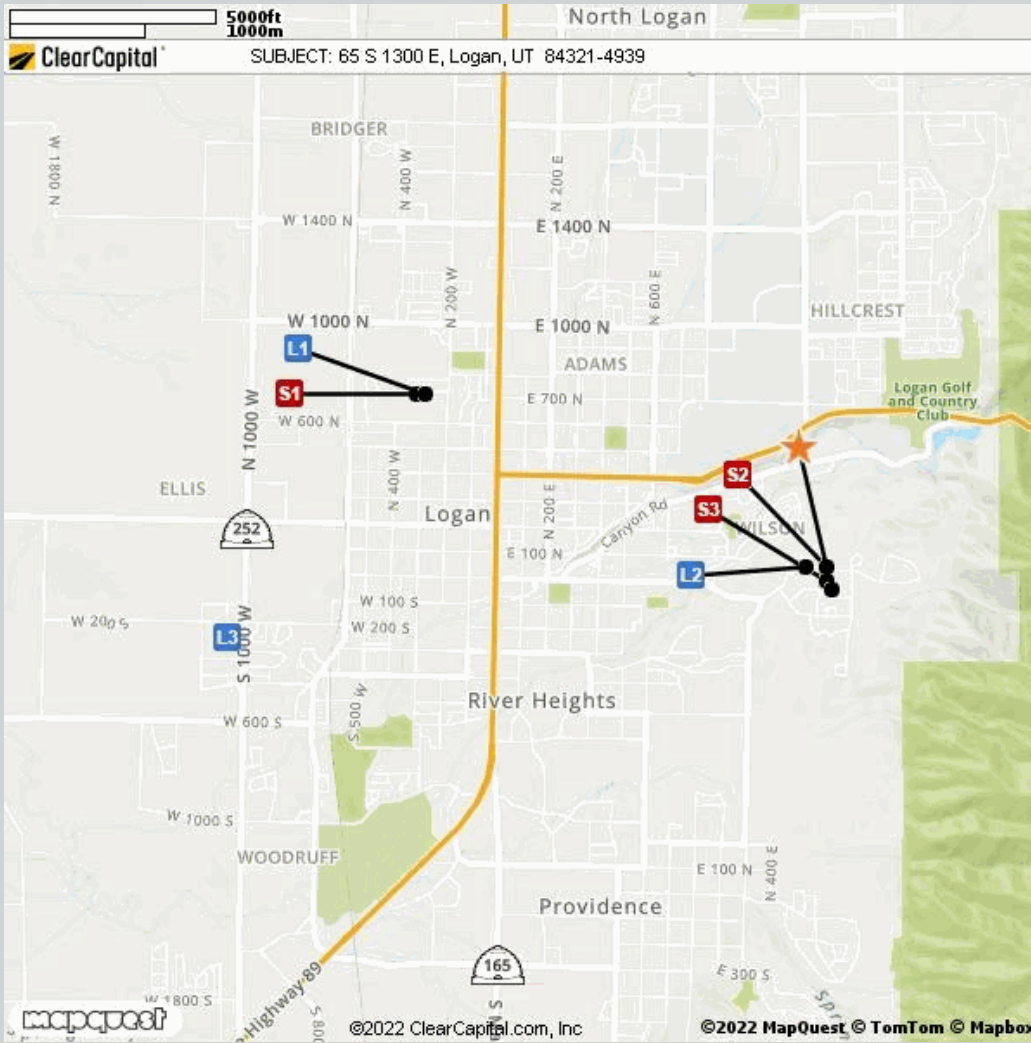 5000ft
1000m
North Logan
ClearCapital
SUBJECT: 65 S 1300 E, Logan, UT 84321-4939
BRIDGER
W 1800 N
N 400 W
N 200 E
W 1400 N
E 1400 N
N 200 W
N 600 E
HILLCREST
W 1000 N
E 1000 N
L1
ADAMS
S1
Logan Golf
and Country
Club
E 700 N
W 600 N
N 1000 W
N 400 W
S2
ELLIS
N 200 E
S3
Canyon Rd
Logan
252
WILSON
E 100 N
L2
W 100 S
W 200 S
W 200 S
L3
S 1000 W
River Heights
S 500 W
W 600 S
W 1000 S
WOODRUFF
E 100 N
N 400 E
Providence
165
E 300 S
Highway 89
W 1800 S
S 800
S M
Spr
mapquest
©2022 ClearCapital.com, Inc
©2022 MapQuest © TomTom © Mapbox